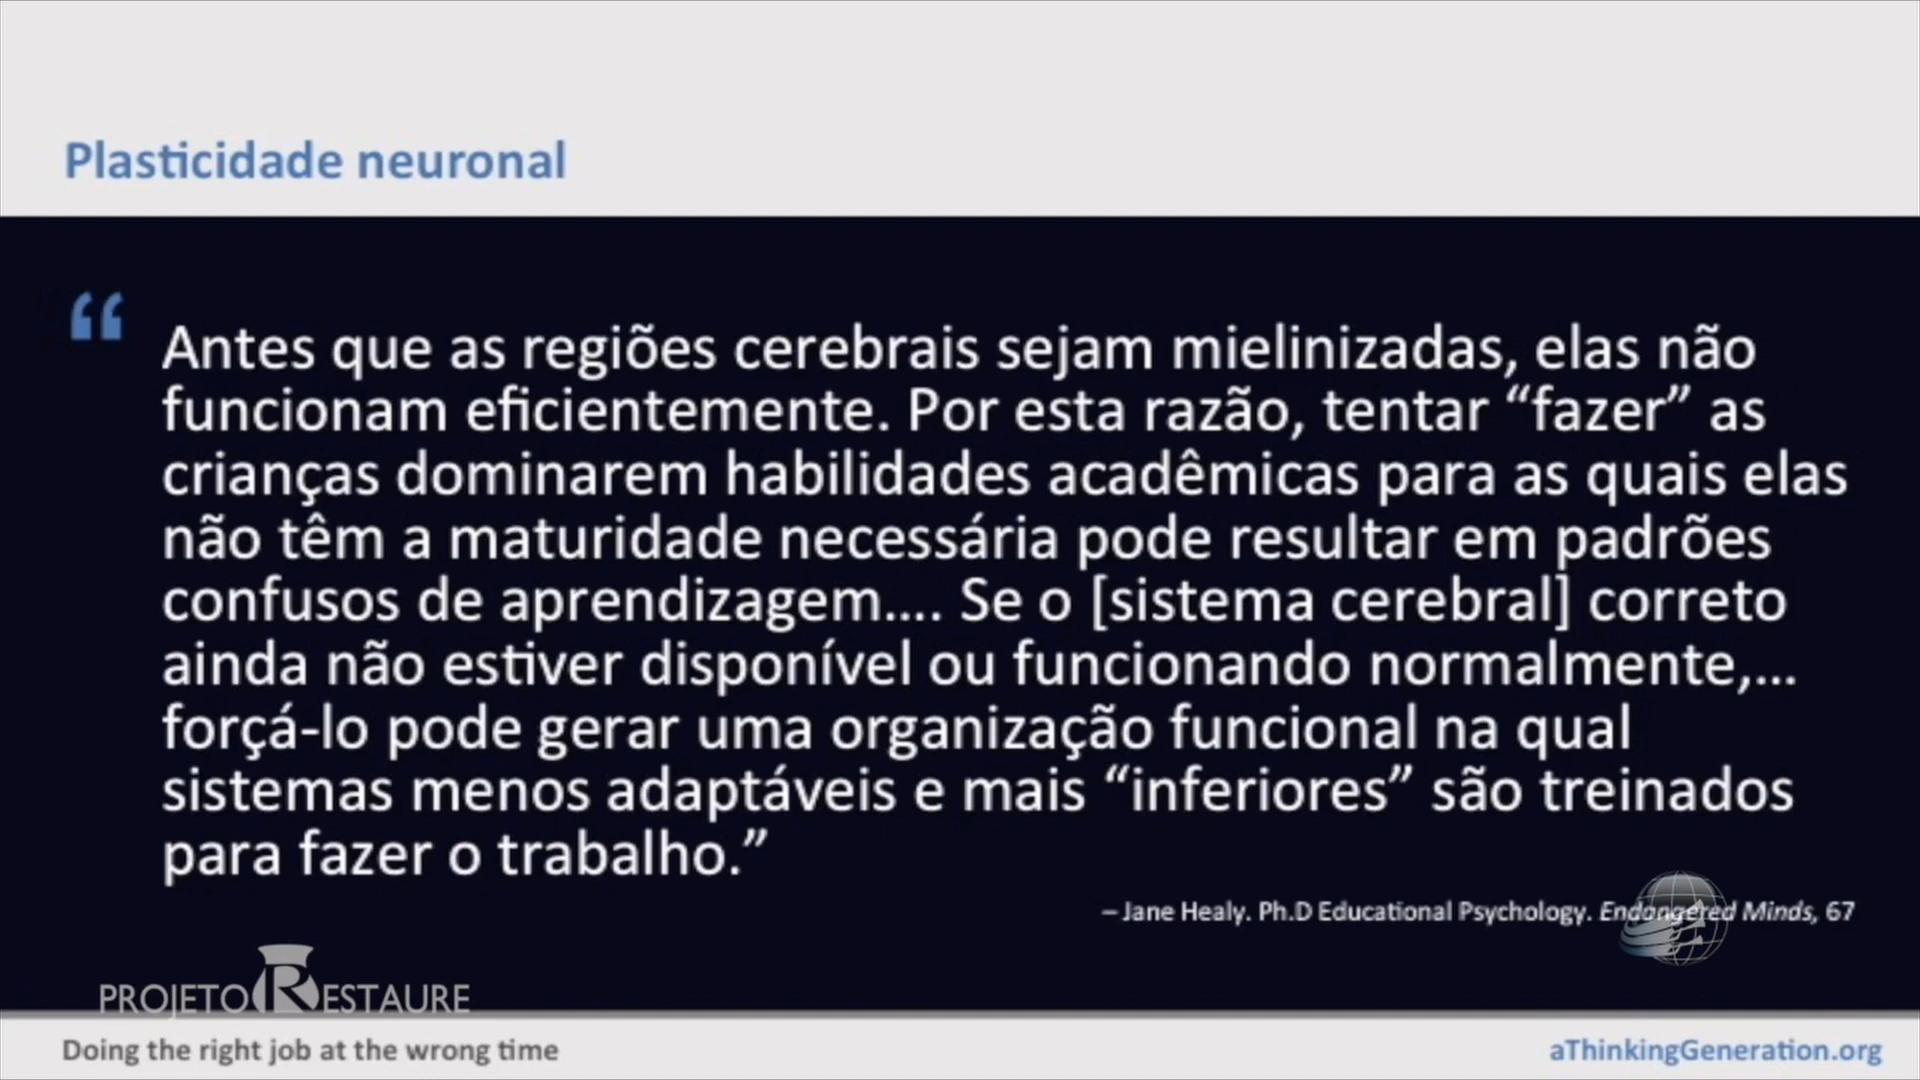 Plasticidade neuronal
“
Antes que as regiões cerebrais sejam mielinizadas, elas não
funcionam eficientemente. Por esta razão, tentar “fazer” as
crianças dominarem habilidades acadêmicas para as quais elas
não têm a maturidade necessária pode resultar em padrões
confusos de aprendizagem.... Se o [sistema cerebral] correto
ainda não estiver disponível ou funcionando normalmente,...
forçá-lo pode gerar uma organização funcional na qual
sistemas menos adaptáveis e mais “inferiores” são treinados
para fazer o trabalho.”
– Jane Healy. Ph.D Educational Psychology. Endangered Minds, 67
PROJETO RESTAURE
Doing the right job at the wrong time
aThinkingGeneration.org